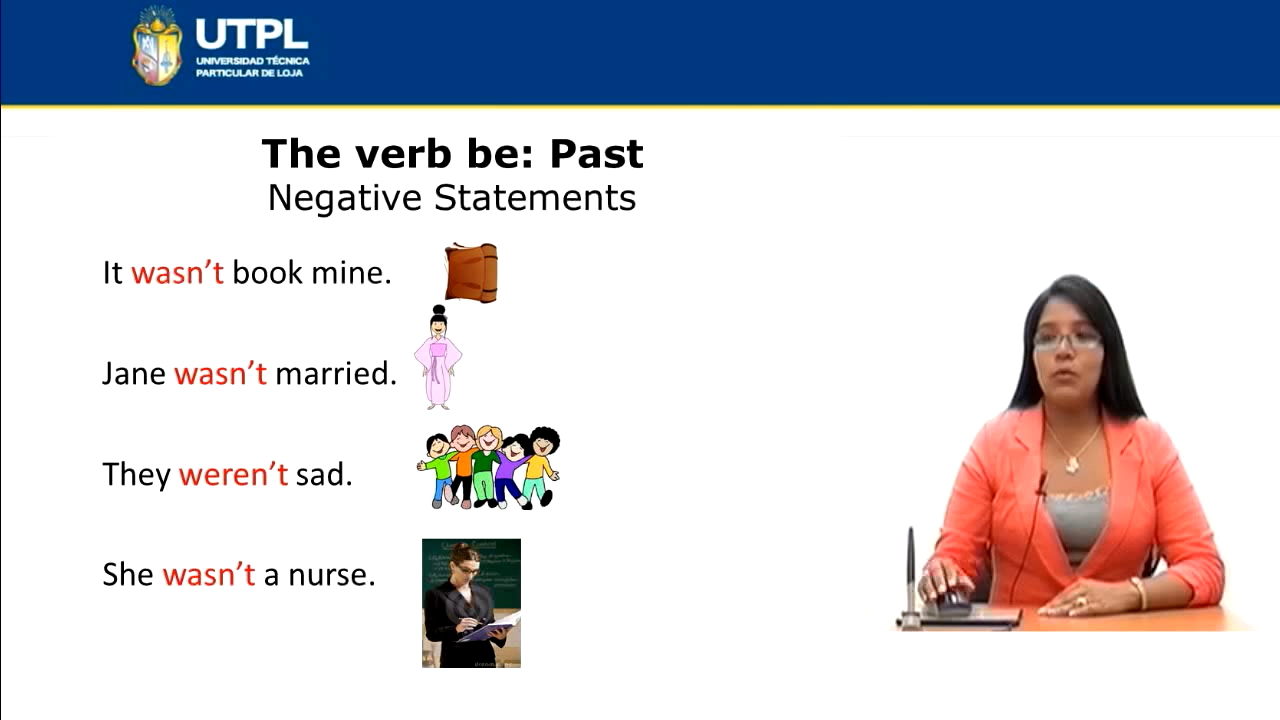 UTPL
UNIVERSIDAD TÉCNICA
PARTICULAR DE LOJA
The verb be: Past
Negative Statements
It wasn’t book mine.
Jane wasn’t married.
They weren’t sad.
She wasn’t a nurse.